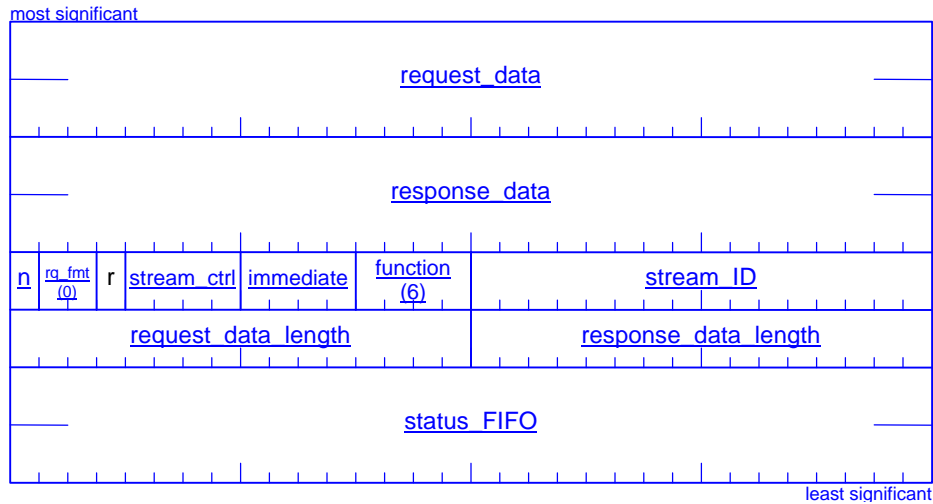 most significant
request_data
response_data
n rq_fmt (0) r stream_ctrl immediate function (6) stream_ID
request_data_length response_data_length
status_FIFO
least significant